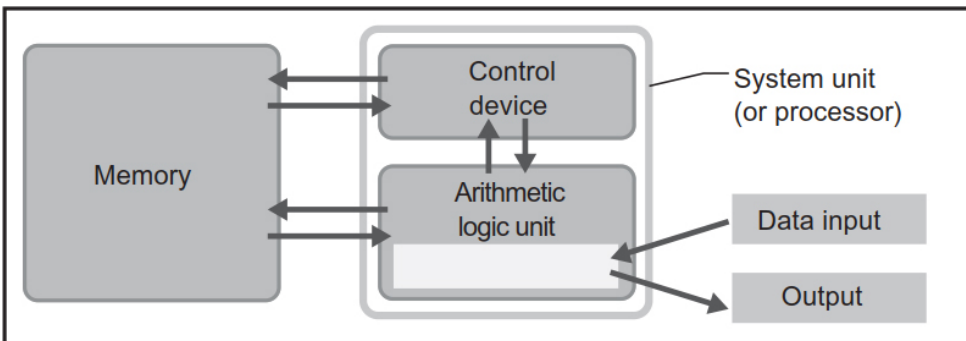 Memory
Control
device
Arithmetic
logic unit
System unit
(or processor)
Data input
Output